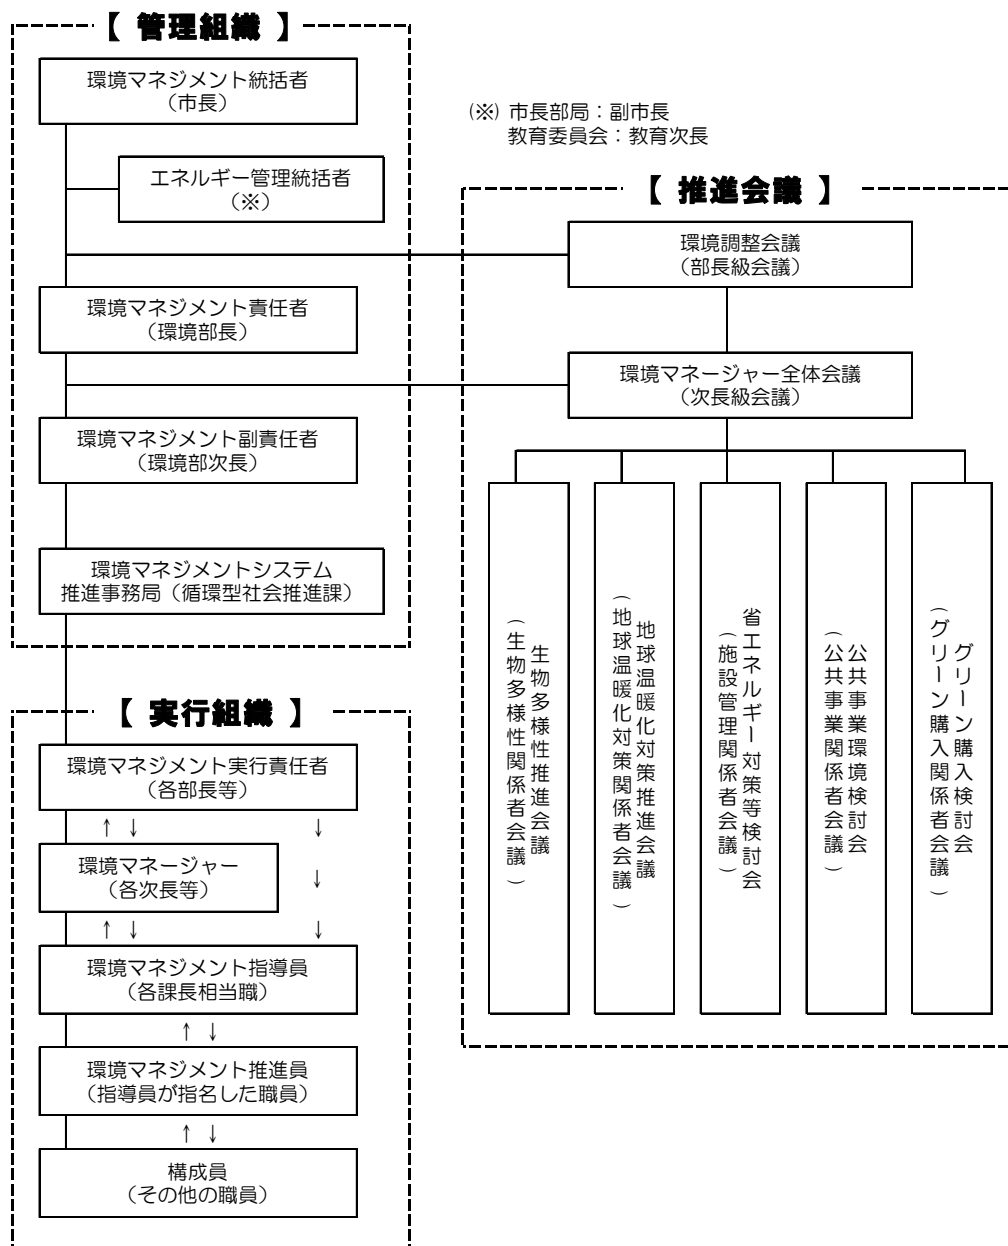 【 管理組織 】
環境マネジメント統括者
（市長）
エネルギー管理統括者
（※）
環境マネジメント責任者
（環境部長）
環境マネジメント副責任者
（環境部次長）
環境マネジメントシステム
推進事務局（循環型社会推進課）
(※) 市長部局：副市長
教育委員会：教育次長
【 推進会議 】
環境調整会議
（部長級会議）
環境マネージャー全体会議
（次長級会議）
生物多様性推進会議
（生物多様性関係者会議）
地球温暖化対策推進会議
（地球温暖化対策関係者会議）
省エネルギー対策等検討会
（施設管理関係者会議）
公共事業環境検討会
（公共事業関係者会議）
グリーン購入検討会
（グリーン購入関係者会議）
【 実行組織 】
環境マネジメント実行責任者
（各部長等）
↑ ↓ ↓
環境マネージャー
（各次長等）
↓
↑ ↓ ↓
環境マネジメント指導員
（各課長相当職）
↑ ↓
環境マネジメント推進員
（指導員が指名した職員）
↑ ↓
構成員
（その他の職員）